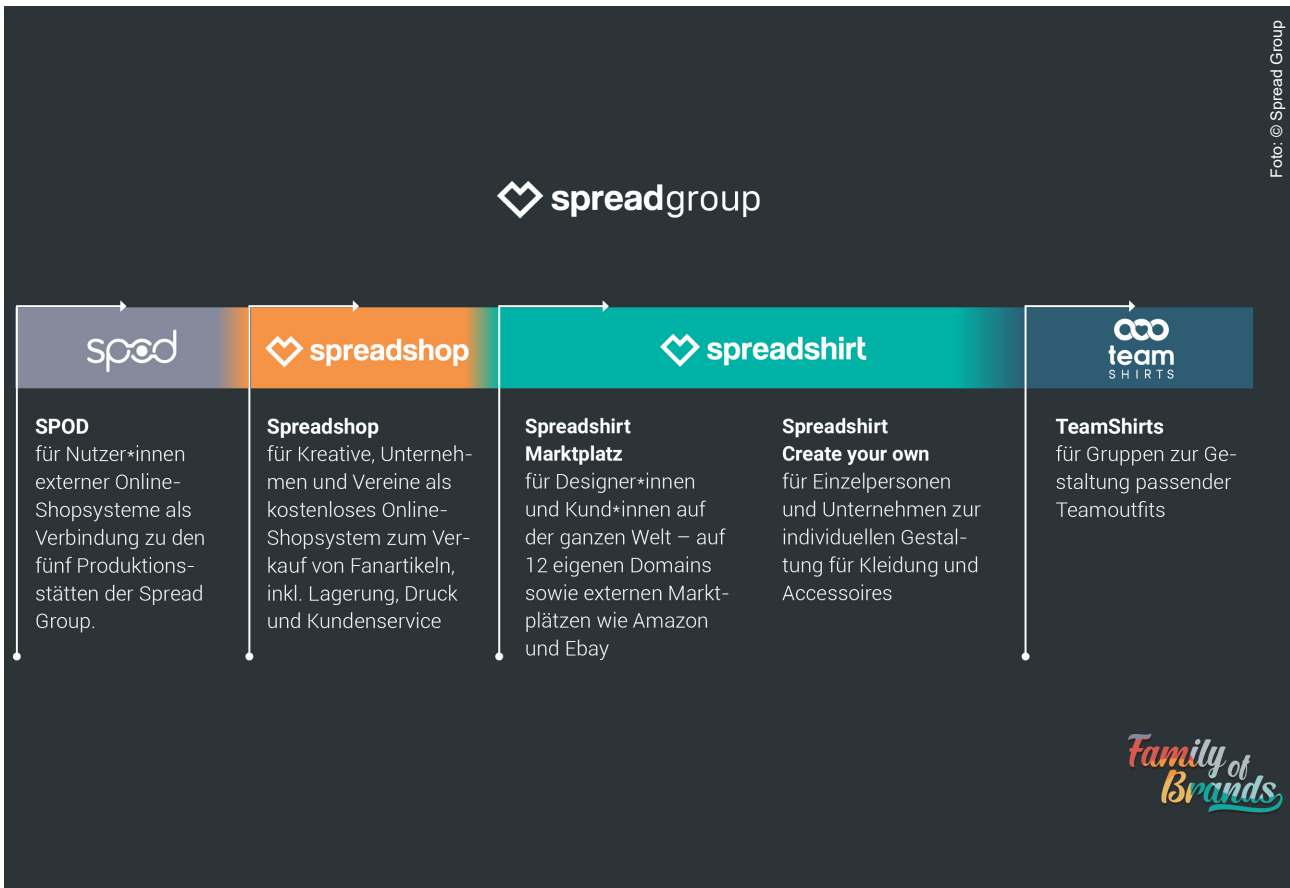 Foto: © Spread Group
spreadgroup
spod
spreadshop
spreadshirt
team
SHIRTS
SPOD
für Nutzer*innen
externer Online-
Shopsysteme als
Verbindung zu den
fünf Produktions-
stätten der Spread
Group.
Spreadshop
für Kreative, Unterneh-
men und Vereine als
kostenloses Online-
Shopsystem zum Ver-
kauf von Fanartikeln,
inkl. Lagerung, Druck
und Kundenservice
Spreadshirt
Marktplatz
für Designer*innen
und Kund*innen auf
der ganzen Welt – auf
12 eigenen Domains
sowie externen Markt-
plätzen wie Amazon
und Ebay
Spreadshirt
Create your own
für Einzelpersonen
und Unternehmen zur
individuellen Gestal-
tung für Kleidung und
Accessoires
TeamShirts
für Gruppen zur Ge-
staltung passender
Teamoutfits
Family of
Brands